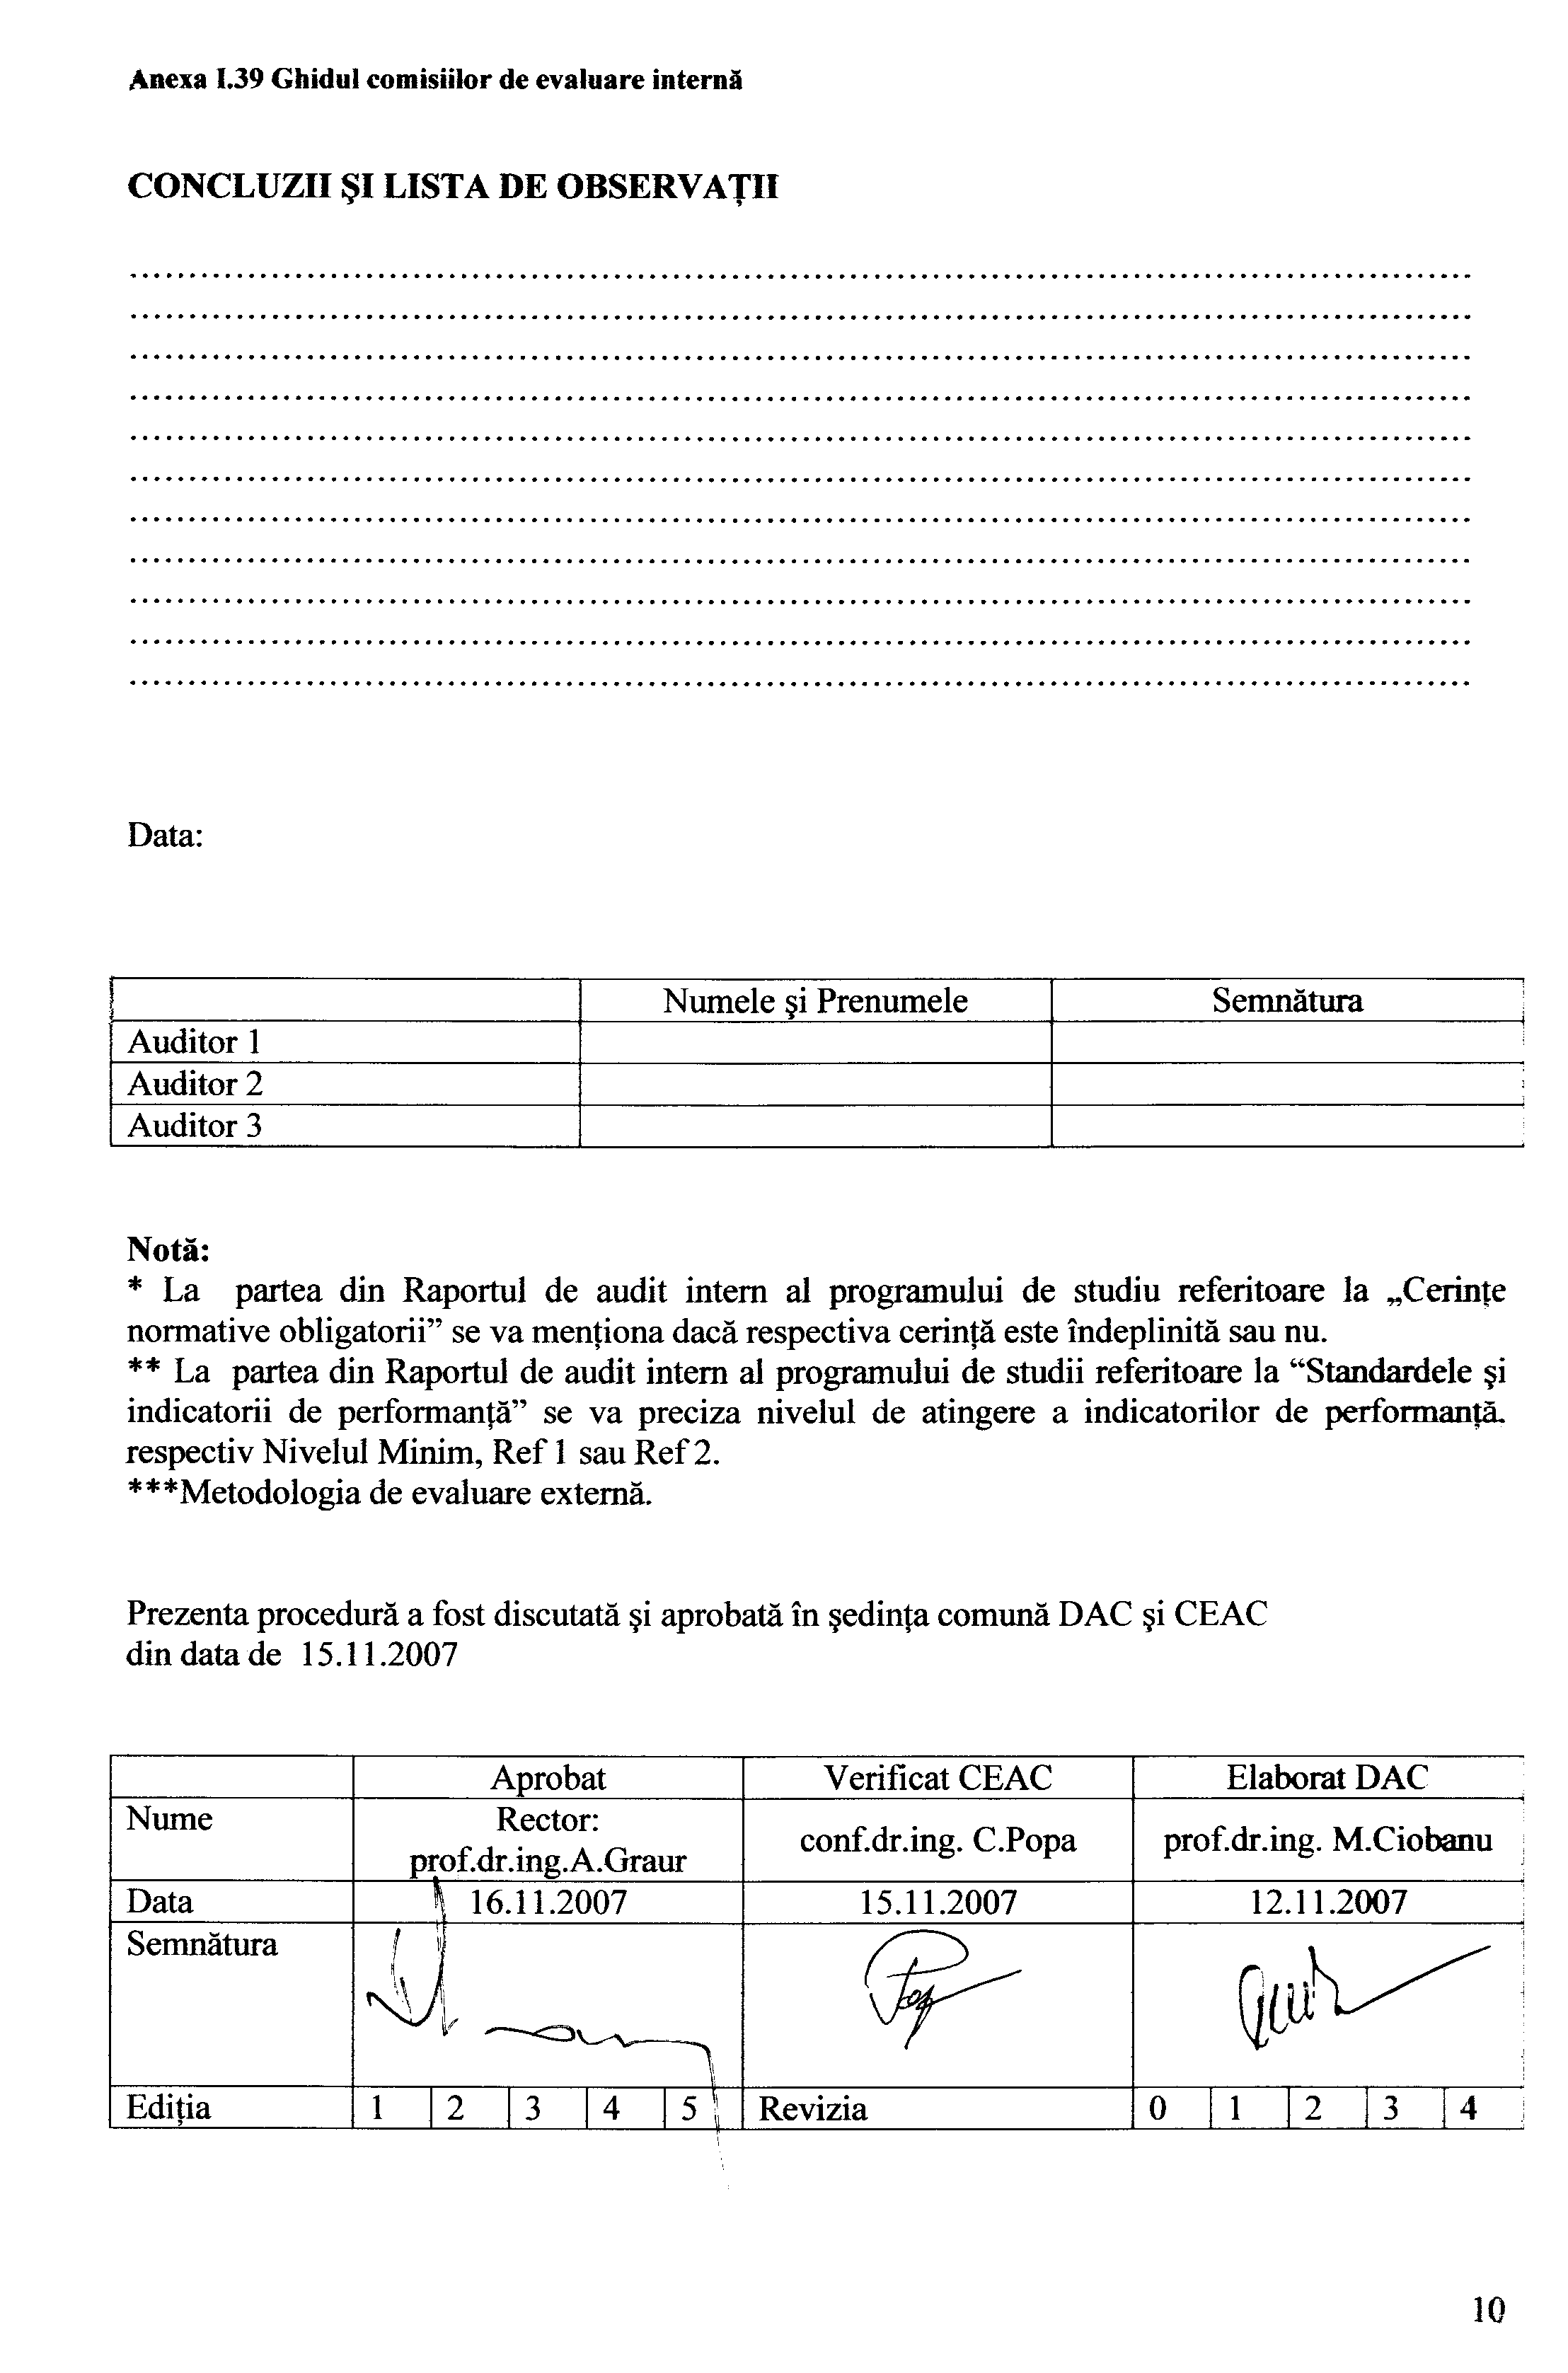 Anexa I.39 Ghidul comisiilor de evaluare internă
CONCLUZII ŞI LISTA DE OBSERVAŢII
........................................................................................................................
........................................................................................................................
........................................................................................................................
........................................................................................................................
........................................................................................................................
........................................................................................................................
........................................................................................................................
........................................................................................................................
........................................................................................................................
........................................................................................................................
........................................................................................................................
Data:
Numele şi Prenumele Semnătura
Auditor 1
Auditor 2
Auditor 3
Notă:
* La partea din Raportul de audit intern al programului de studiu referitoare la „Cerinţe
normative obligatorii” se va menţiona dacă respectiva cerinţă este îndeplinită sau nu.
** La partea din Raportul de audit intern al programului de studii referitoare la “Standardele şi
indicatorii de performanţă” se va preciza nivelul de atingere a indicatorilor de performanţă.
respectiv Nivelul Minim, Ref 1 sau Ref 2.
***Metodologia de evaluare externă.
Prezenta procedură a fost discutată şi aprobată în şedinţa comună DAC şi CEAC
din data de 15.11.2007
Aprobat Verificat CEAC Elaborat DAC
Nume Rector: prof.dr.ing.A.Graur conf.dr.ing. C.Popa prof.dr.ing. M.Ciobanu
Data 16.11.2007 15.11.2007 12.11.2007
Semnătura
Ediţia 1 2 3 4 5 Revizia 0 1 2 3 4
10